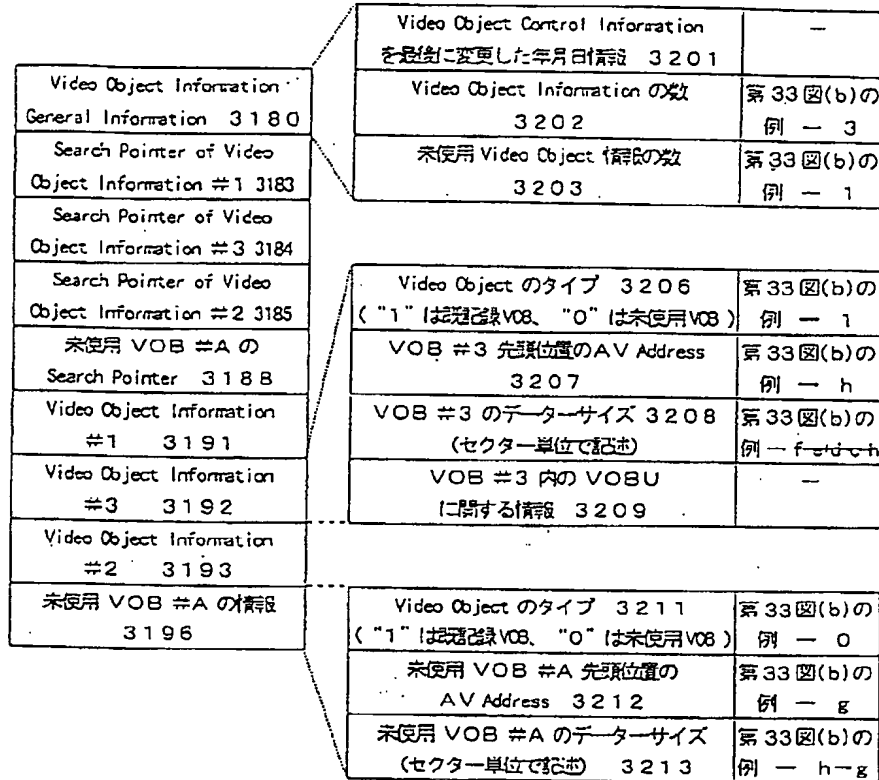 Video Object Information
General Information 3180
Search Pointer of Video
Object Information #1 3183
Search Pointer of Video
Object Information #3 3184
Search Pointer of Video
Object Information #2 3185
未使用 VOB #A の
Search Pointer 3188
Video Object Information
#1 3191
Video Object Information
#3 3192
Video Object Information
#2 3193
未使用 VOB #A の情報
3196
Video Object Control Information
を最後に変更した年月日情報 3201
—
Video Object Information の数
3202
第33図(b)の
例 — 3
未使用 Video Object 情報の数
3203
第33図(b)の
例 — 1
Video Object のタイプ 3206
("1" は既記録VOB、 "0" は未使用VOB)
第33図(b)の
例 — 1
VOB #3 先頭位置のAV Address
3207
第33図(b)の
例 — h
VOB #3 のデーターサイズ 3208
(セクター単位で記述)
第33図(b)の
例 —
VOB #3 内の VOBU
に関する情報 3209
—
Video Object のタイプ 3211
("1" は既記録VOB、 "0" は未使用VOB)
第33図(b)の
例 — 0
未使用 VOB #A 先頭位置の
AV Address 3212
第33図(b)の
例 — g
未使用 VOB #A のデーターサイズ
(セクター単位で記述) 3213
第33図(b)の
例 — h-g